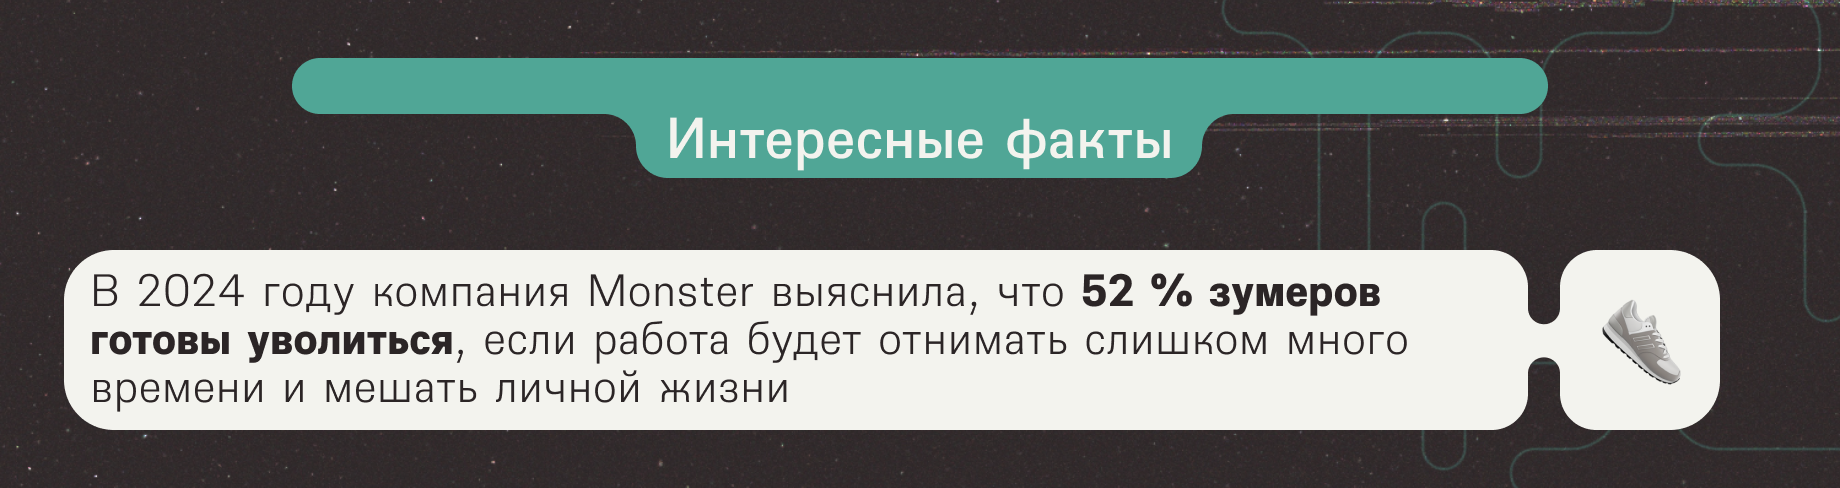 Интересные факты
В 2024 году компания Monster выяснила, что 52 % зумеров
готовы уволиться, если работа будет отнимать слишком много
времени и мешать личной жизни